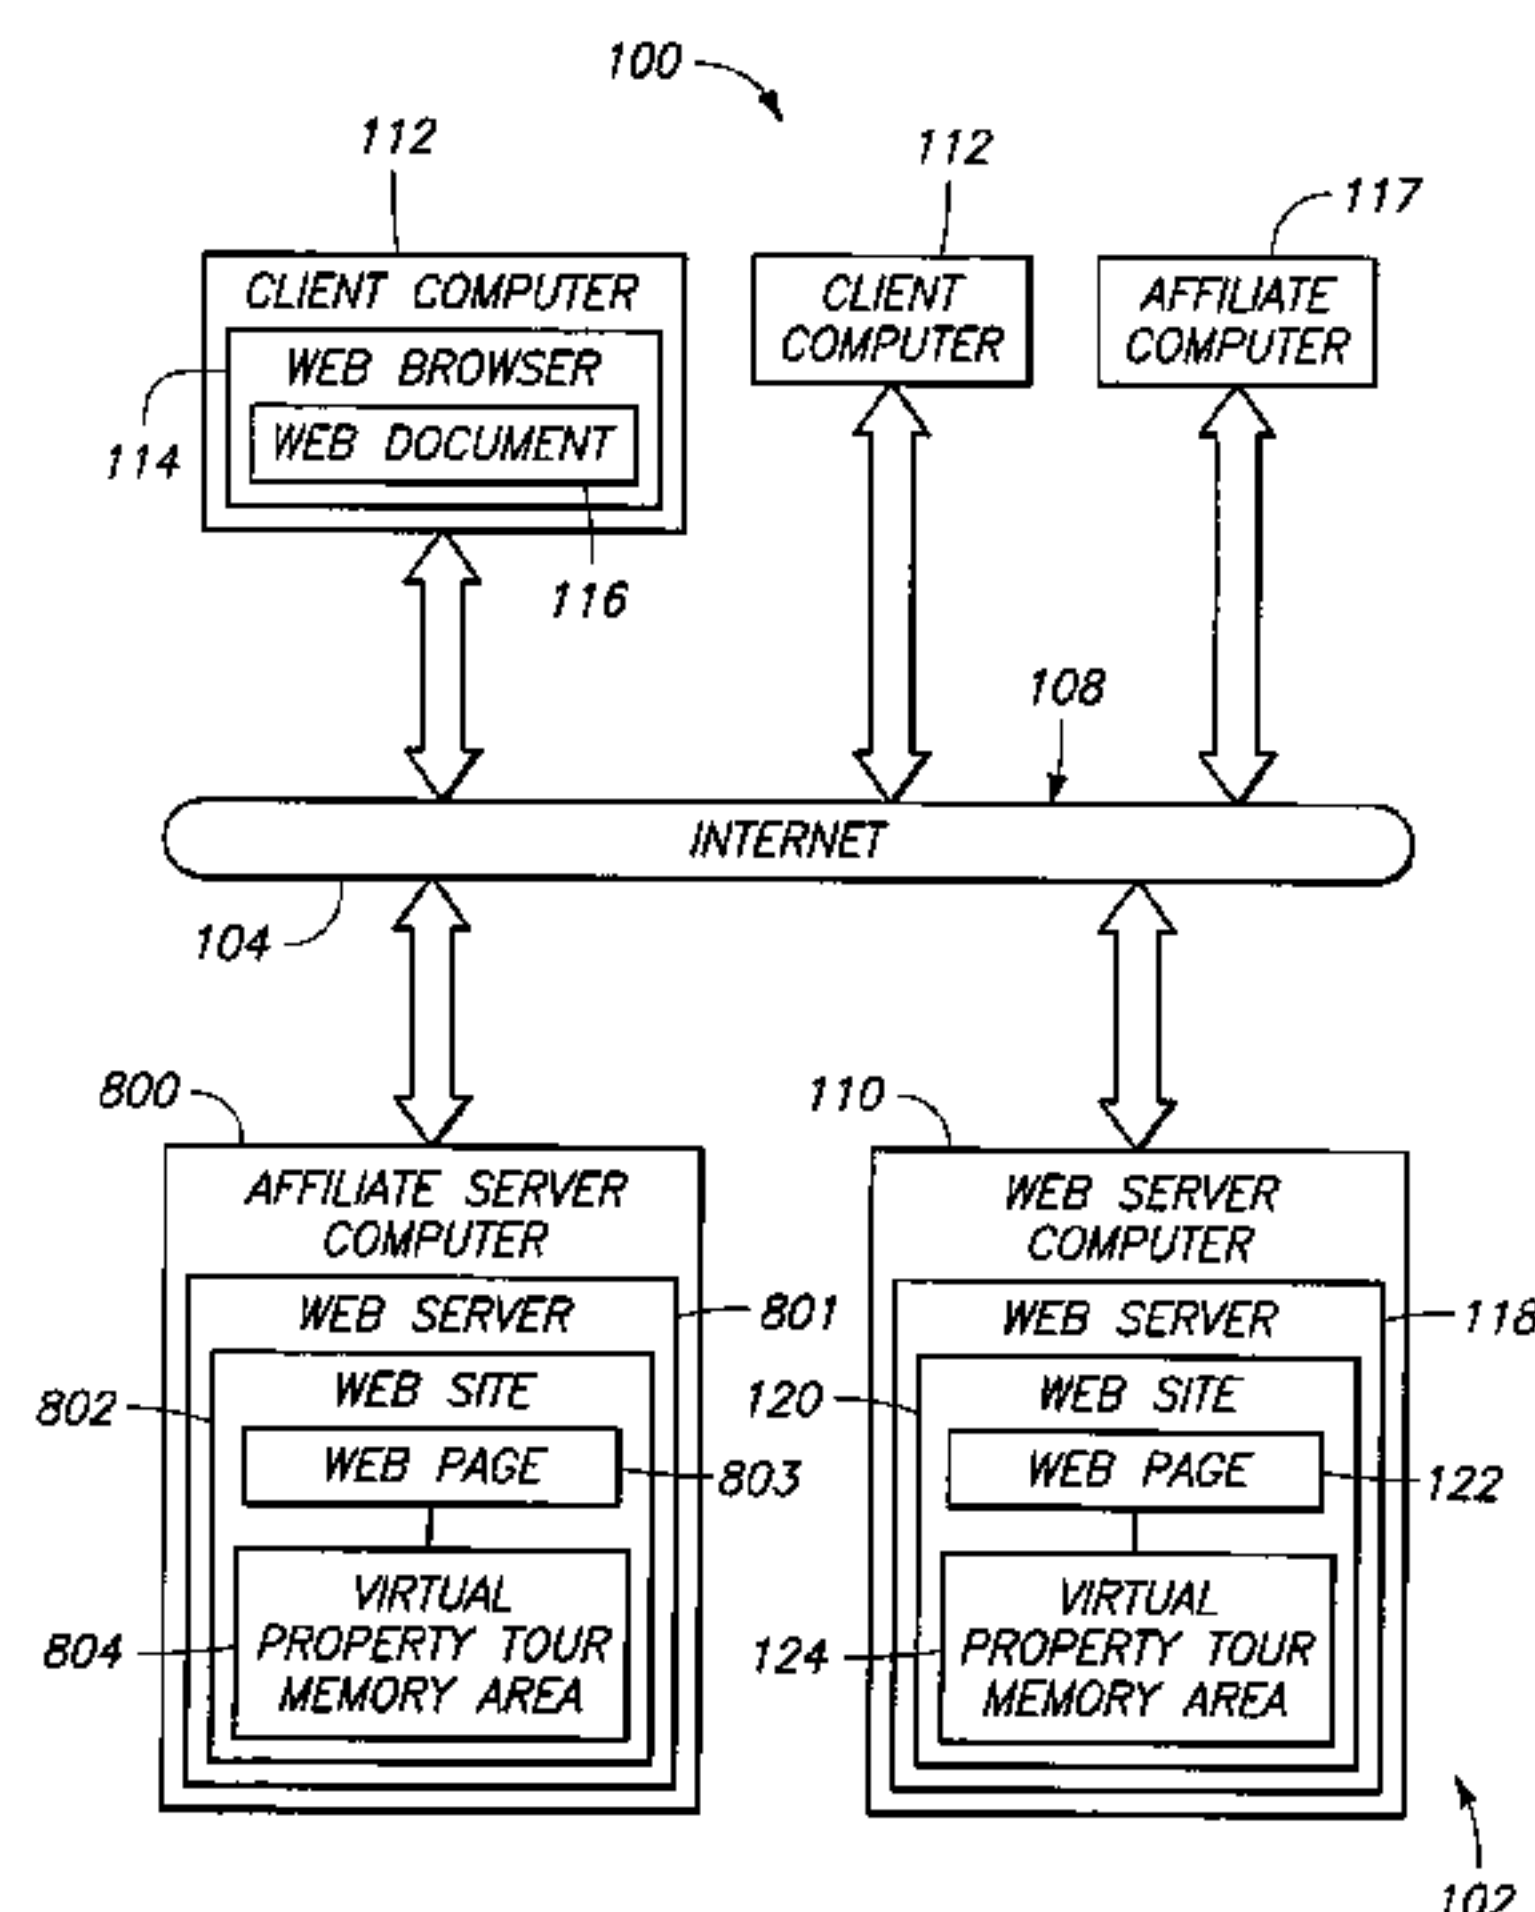 100
112
112
117
CLIENT COMPUTER
WEB BROWSER
WEB DOCUMENT
114
116
CLIENT
COMPUTER
AFFILIATE
COMPUTER
108
INTERNET
104
800
AFFILIATE SERVER
COMPUTER
WEB SERVER
801
WEB SITE
802
WEB PAGE
803
VIRTUAL
PROPERTY TOUR
MEMORY AREA
804
110
WEB SERVER
COMPUTER
WEB SERVER
118
WEB SITE
120
WEB PAGE
122
VIRTUAL
PROPERTY TOUR
MEMORY AREA
124
102